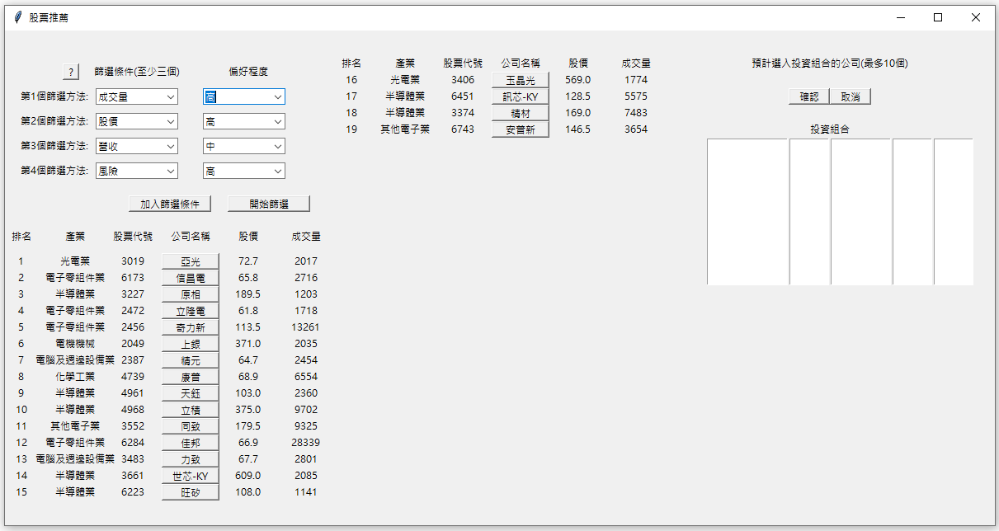 股票推薦
? 篩選條件(至少三個) 偏好程度
第1個篩選方法: 成交量 高
第2個篩選方法: 股價 高
第3個篩選方法: 營收 中
第4個篩選方法: 風險 高
加入篩選條件 開始篩選
排名 產業 股票代號 公司名稱 股價 成交量
1 光電業 3019 亞光 72.7 2017
2 電子零組件業 6173 信昌電 65.8 2716
3 半導體業 3227 原相 189.5 1203
4 電子零組件業 2472 立隆電 61.8 1718
5 電子零組件業 2456 奇力新 113.5 13261
6 電機機械 2049 上銀 371.0 2035
7 電腦及週邊設備業 2387 精元 64.7 2454
8 化學工業 4739 康普 68.9 6554
9 半導體業 4961 天鈺 103.0 2360
10 半導體業 4968 立積 375.0 9702
11 其他電子業 3552 同致 179.5 9325
12 電子零組件業 6284 佳邦 66.9 28339
13 電腦及週邊設備業 3483 力致 67.7 2801
14 半導體業 3661 世芯-KY 609.0 2085
15 半導體業 6223 旺矽 108.0 1141
排名 產業 股票代號 公司名稱 股價 成交量
16 光電業 3406 玉晶光 569.0 1774
17 半導體業 6451 訊芯-KY 128.5 5575
18 半導體業 3374 精材 169.0 7483
19 其他電子業 6743 安普新 146.5 3654
預計選入投資組合的公司(最多10個)
確認 取消
投資組合